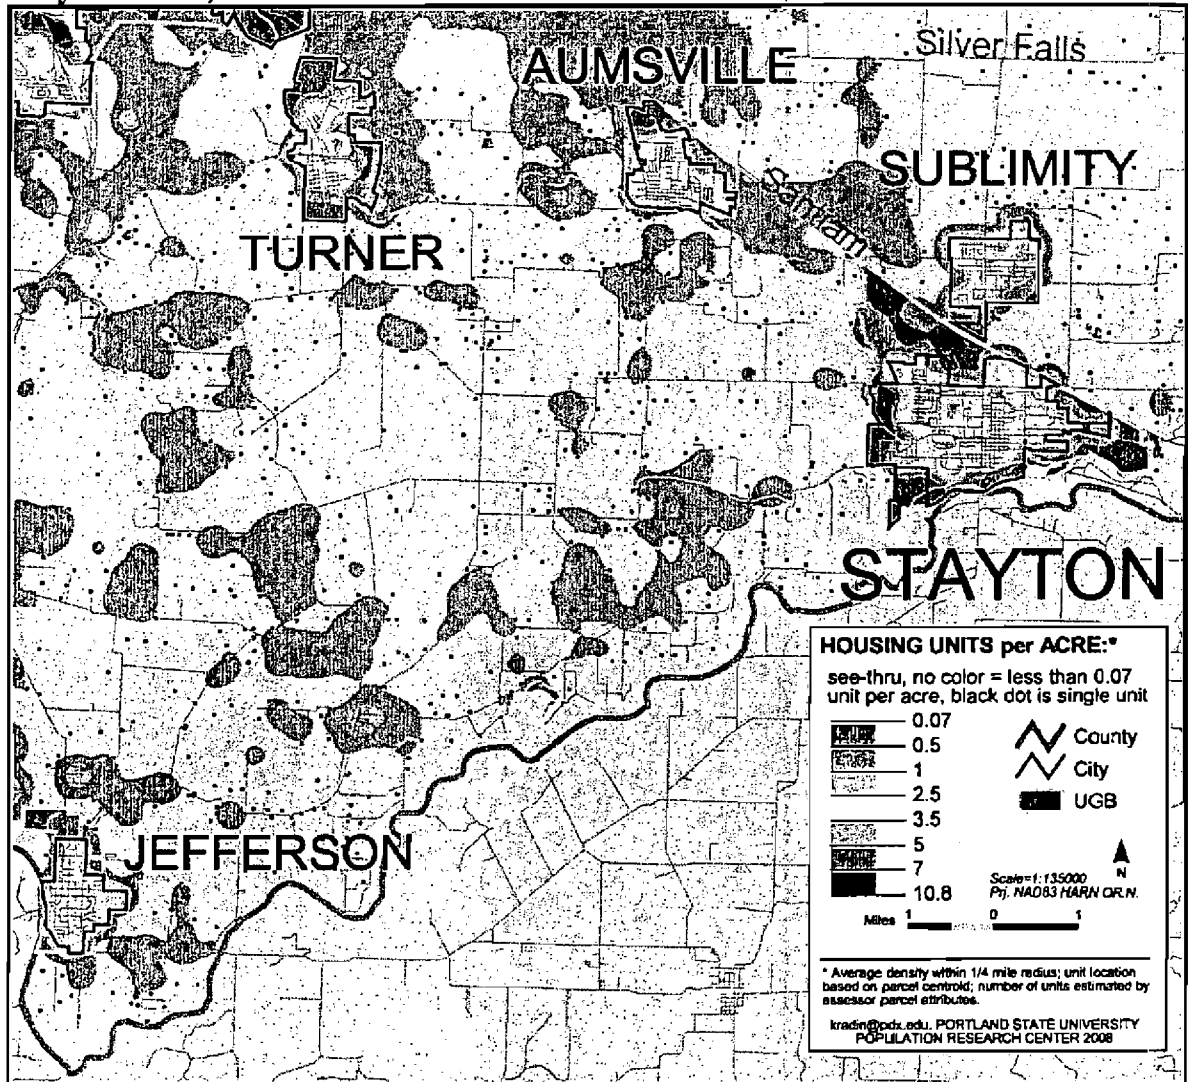 Silver Falls
AUMSVILLE
SUBLIMITY
Santiam
TURNER
STAYTON
JEFFERSON
HOUSING UNITS per ACRE:*
see-thru, no color = less than 0.07
unit per acre, black dot is single unit
0.07
0.5
1
2.5
3.5
5
7
10.8
County
City
UGB
N
Scale=1:135000
Prj. NAD83 HARN OR.N.
Miles 1 0 1
* Average density within 1/4 mile radius; unit location
based on parcel centroid; number of units estimated by
assessor parcel attributes.
kradin@pdx.edu, PORTLAND STATE UNIVERSITY
POPULATION RESEARCH CENTER 2008